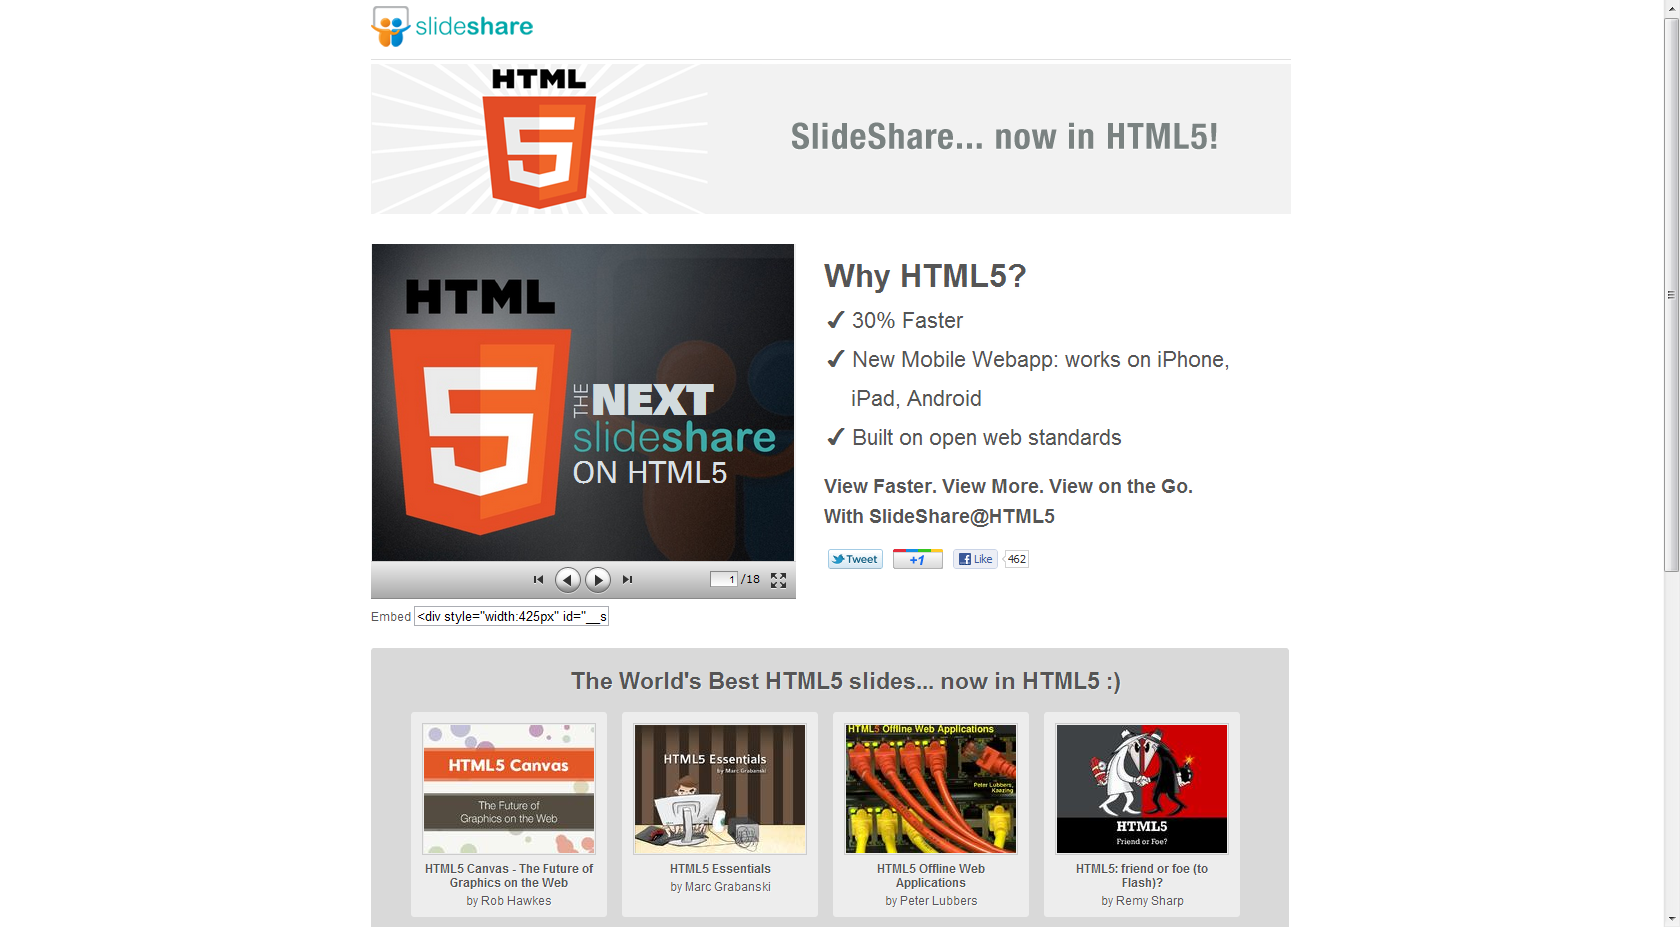 slideshare
HTML
5
SlideShare... now in HTML5!
HTML
5
THE NEXT
slideshare
ON HTML5
1 /18
Embed <div style="width:425px" id="__s
Why HTML5?
✔ 30% Faster
✔ New Mobile Webapp: works on iPhone,
iPad, Android
✔ Built on open web standards
View Faster. View More. View on the Go.
With SlideShare@HTML5
Tweet +1 Like 462
The World's Best HTML5 slides... now in HTML5 :)
HTML5 Canvas
The Future of
Graphics on the Web
HTML5 Canvas - The Future of
Graphics on the Web
by Rob Hawkes
HTML5 Essentials
by Marc Grabanski
HTML5 Essentials
by Marc Grabanski
HTML5 Offline Web Applications
Peter Lubbers,
Kaazing
HTML5 Offline Web
Applications
by Peter Lubbers
HTML5
Friend or Foe?
HTML5: friend or foe (to
Flash)?
by Remy Sharp